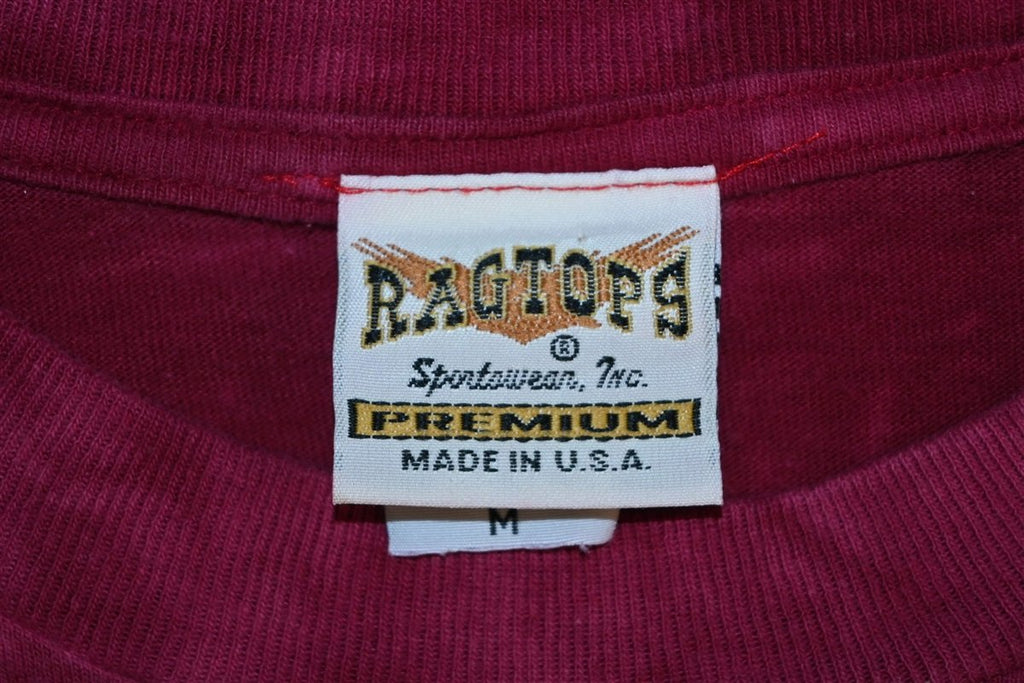 RAGTOPS
®
Sportswear, Inc.
PREMIUM
MADE IN U.S.A.
M